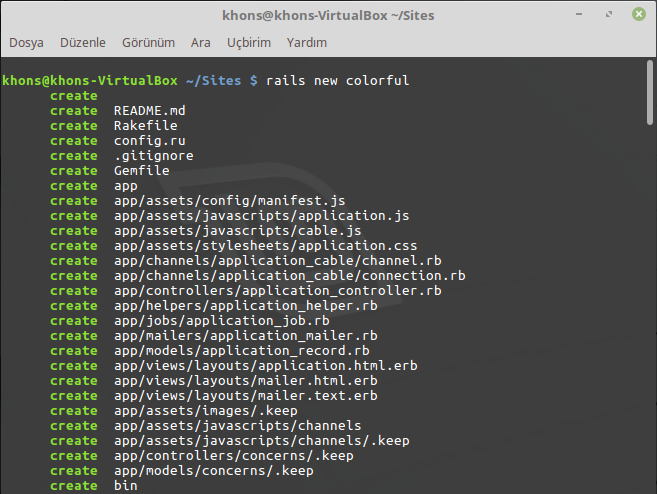 khons@khons-VirtualBox ~/Sites
Dosya Düzenle Görünüm Ara Uçbirim Yardım
khons@khons-VirtualBox ~/Sites $ rails new colorful
create
create README.md
create Rakefile
create config.ru
create .gitignore
create Gemfile
create app
create app/assets/config/manifest.js
create app/assets/javascripts/application.js
create app/assets/javascripts/cable.js
create app/assets/stylesheets/application.css
create app/channels/application_cable/channel.rb
create app/channels/application_cable/connection.rb
create app/controllers/application_controller.rb
create app/helpers/application_helper.rb
create app/jobs/application_job.rb
create app/mailers/application_mailer.rb
create app/models/application_record.rb
create app/views/layouts/application.html.erb
create app/views/layouts/mailer.html.erb
create app/views/layouts/mailer.text.erb
create app/assets/images/.keep
create app/assets/javascripts/channels
create app/assets/javascripts/channels/.keep
create app/controllers/concerns/.keep
create app/models/concerns/.keep
create bin